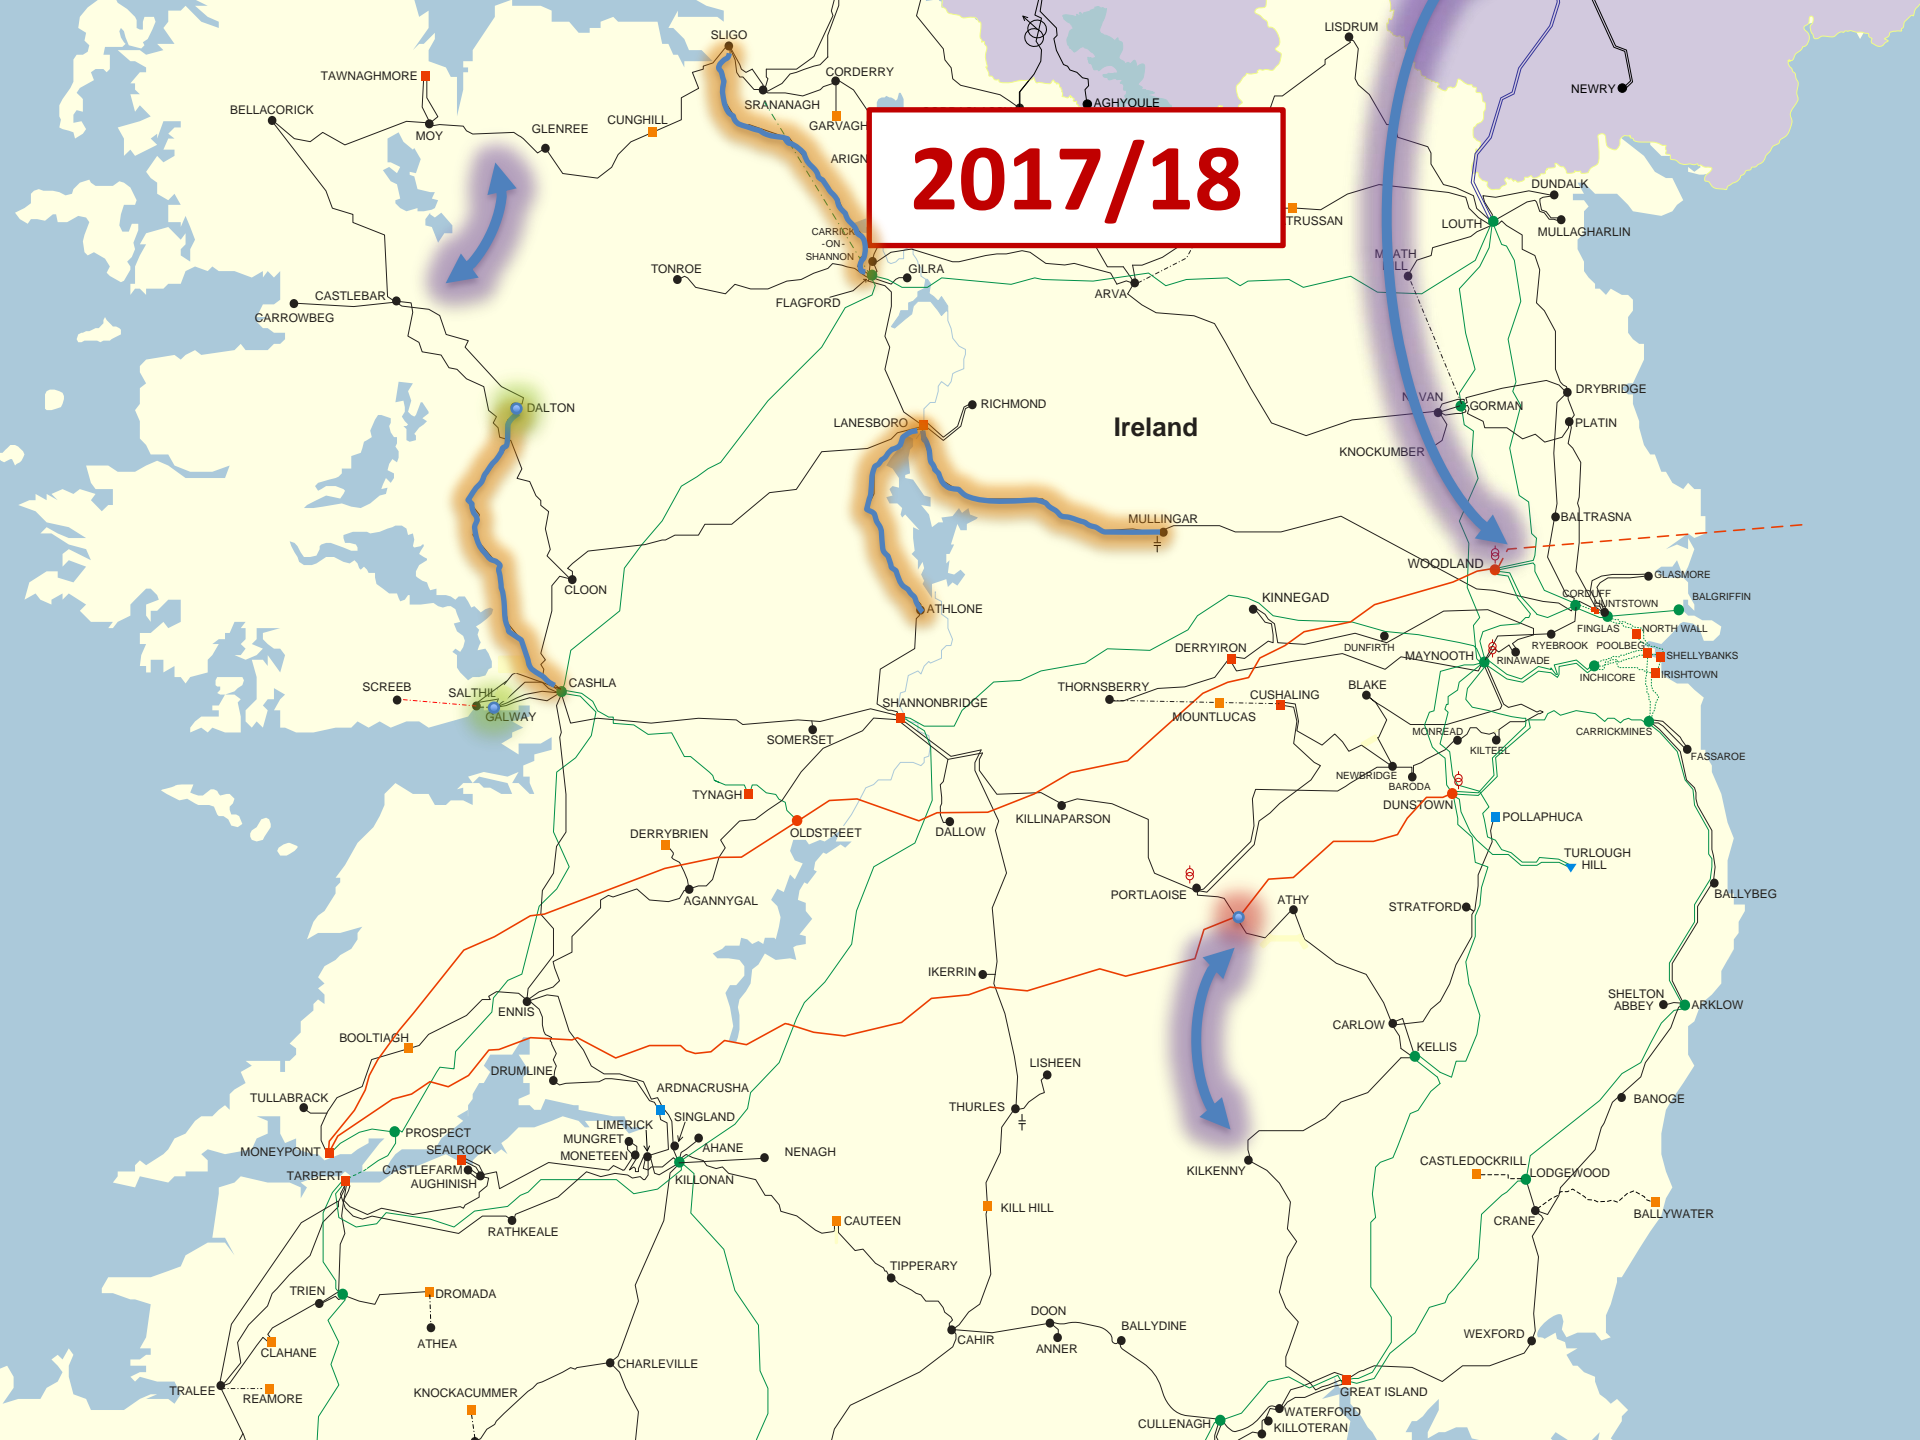 SLIGO
LISDRUM
TAWNAGHMORE
CORDERRY
NEWRY
BELLACORICK
SRANANAGH
AGHYOULE
CUNGHILL
GARVAGH
GLENREE
MOY
ARIGN
2017/18
DUNDALK
TRUSSAN
LOUTH
MULLAGHARLIN
CARRICK
-ON-
SHANNON
MEATH
HILL
TONROE
GILRA
ARVA
CASTLEBAR
FLAGFORD
CARROWBEG
DRYBRIDGE
NAVAN
GORMAN
RICHMOND
DALTON
LANESBORO
Ireland
PLATIN
KNOCKUMBER
MULLINGAR
BALTRASNA
WOODLAND
GLASMORE
CLOON
CORDUFF
BALGRIFFIN
HUNTSTOWN
KINNEGAD
ATHLONE
FINGLAS
NORTH WALL
DERRYIRON
DUNFIRTH
RYEBROOK
POOLBEG
MAYNOOTH
RINAWADE
SHELLYBANKS
INCHICORE
IRISHTOWN
CASHLA
SCREEB
SALTHIL
THORNSBERRY
CUSHALING
BLAKE
SHANNONBRIDGE
GALWAY
MOUNTLUCAS
SOMERSET
MONREAD
CARRICKMINES
KILTEEL
FASSAROE
NEWBRIDGE
BARODA
TYNAGH
DUNSTOWN
POLLAPHUCA
KILLINAPARSON
DERRYBRIEN
OLDSTREET
DALLOW
TURLOUGH
HILL
PORTLAOISE
ATHY
BALLYBEG
AGANNYGAL
STRATFORD
IKERRIN
SHELTON
ABBEY
ARKLOW
ENNIS
CARLOW
BOOLTIAGH
KELLIS
LISHEEN
DRUMLINE
ARDNACRUSHA
TULLABRACK
BANOGE
THURLES
SINGLAND
LIMERICK
PROSPECT
MUNGRET
AHANE
SEALROCK
MONEYPOINT
MONETEEN
NENAGH
CASTLEDOCKRILL
CASTLEFARM
KILKENNY
LODGEWOOD
TARBERT
AUGHINISH
KILLONAN
KILL HILL
BALLYWATER
CAUTEEN
CRANE
RATHKEALE
TIPPERARY
TRIEN
DROMADA
DOON
BALLYDINE
WEXFORD
CAHIR
ATHEA
ANNER
CLAHANE
CHARLEVILLE
TRALEE
KNOCKACUMMER
GREAT ISLAND
REAMORE
WATERFORD
CULLENAGH
KILLOTERAN